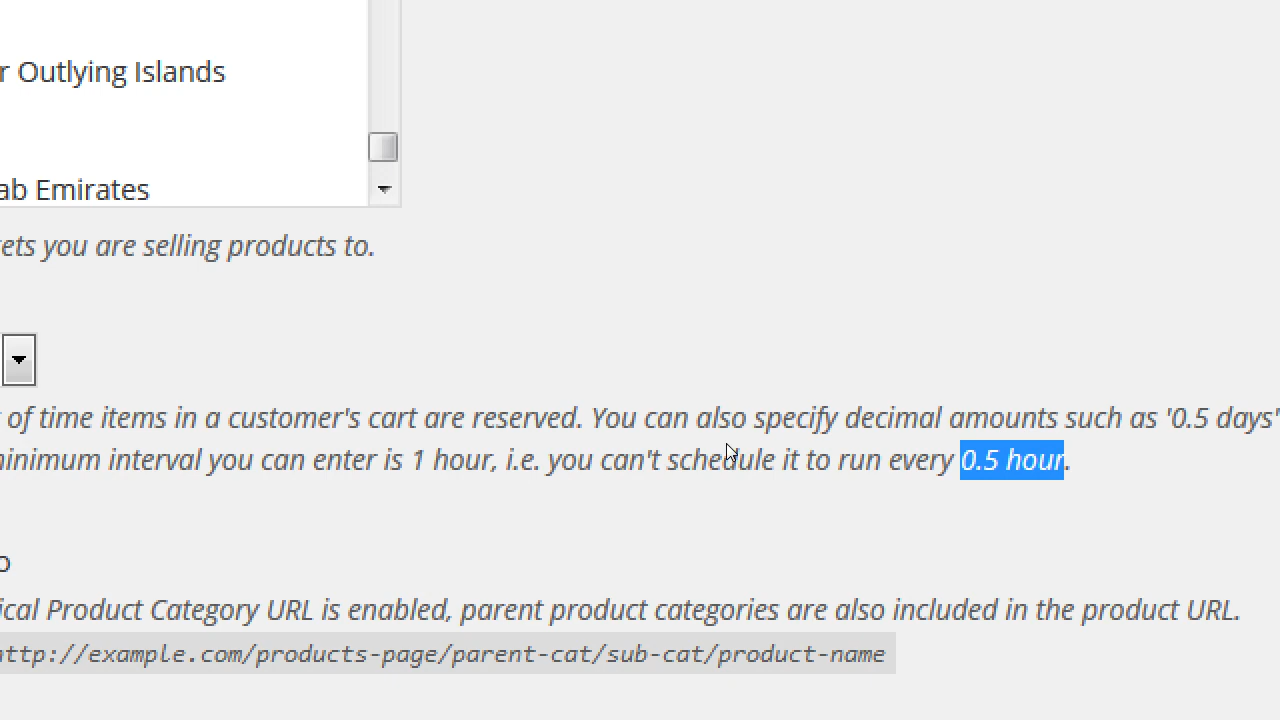 r Outlying Islands
ab Emirates
ets you are selling products to.
of time items in a customer's cart are reserved. You can also specify decimal amounts such as '0.5 days'
minimum interval you can enter is 1 hour, i.e. you can't schedule it to run every 0.5 hour.
o
ical Product Category URL is enabled, parent product categories are also included in the product URL.
http://example.com/products-page/parent-cat/sub-cat/product-name